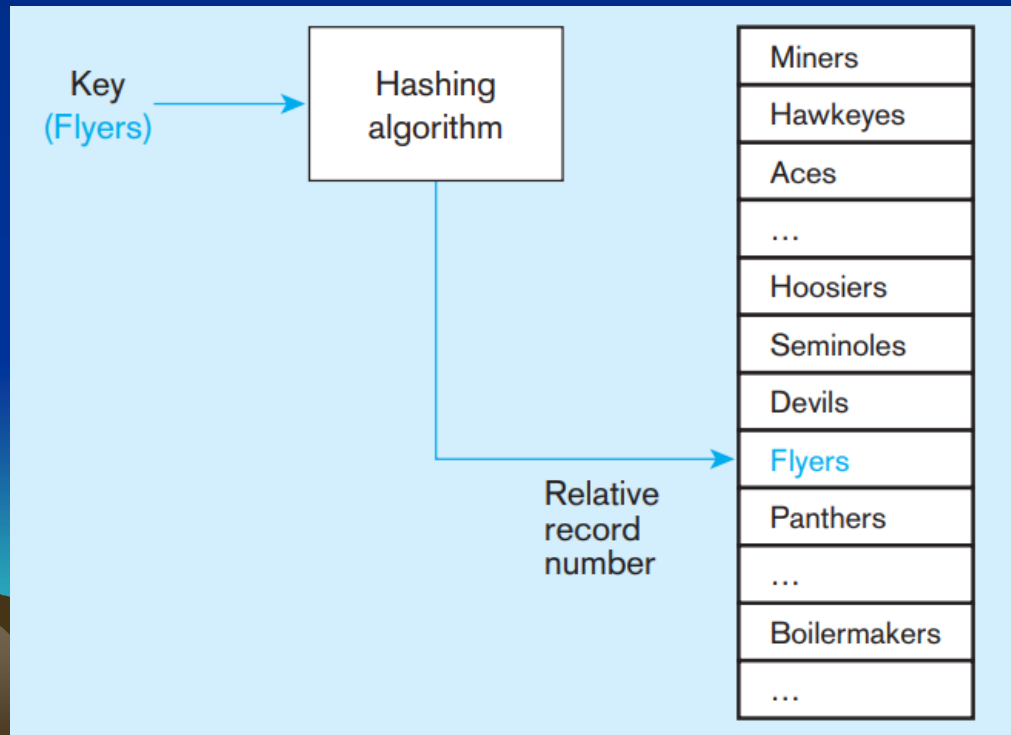 Key
(Flyers)
Hashing
algorithm
Relative
record
number
Miners
Hawkeyes
Aces
…
Hoosiers
Seminoles
Devils
Flyers
Panthers
…
Boilermakers
…